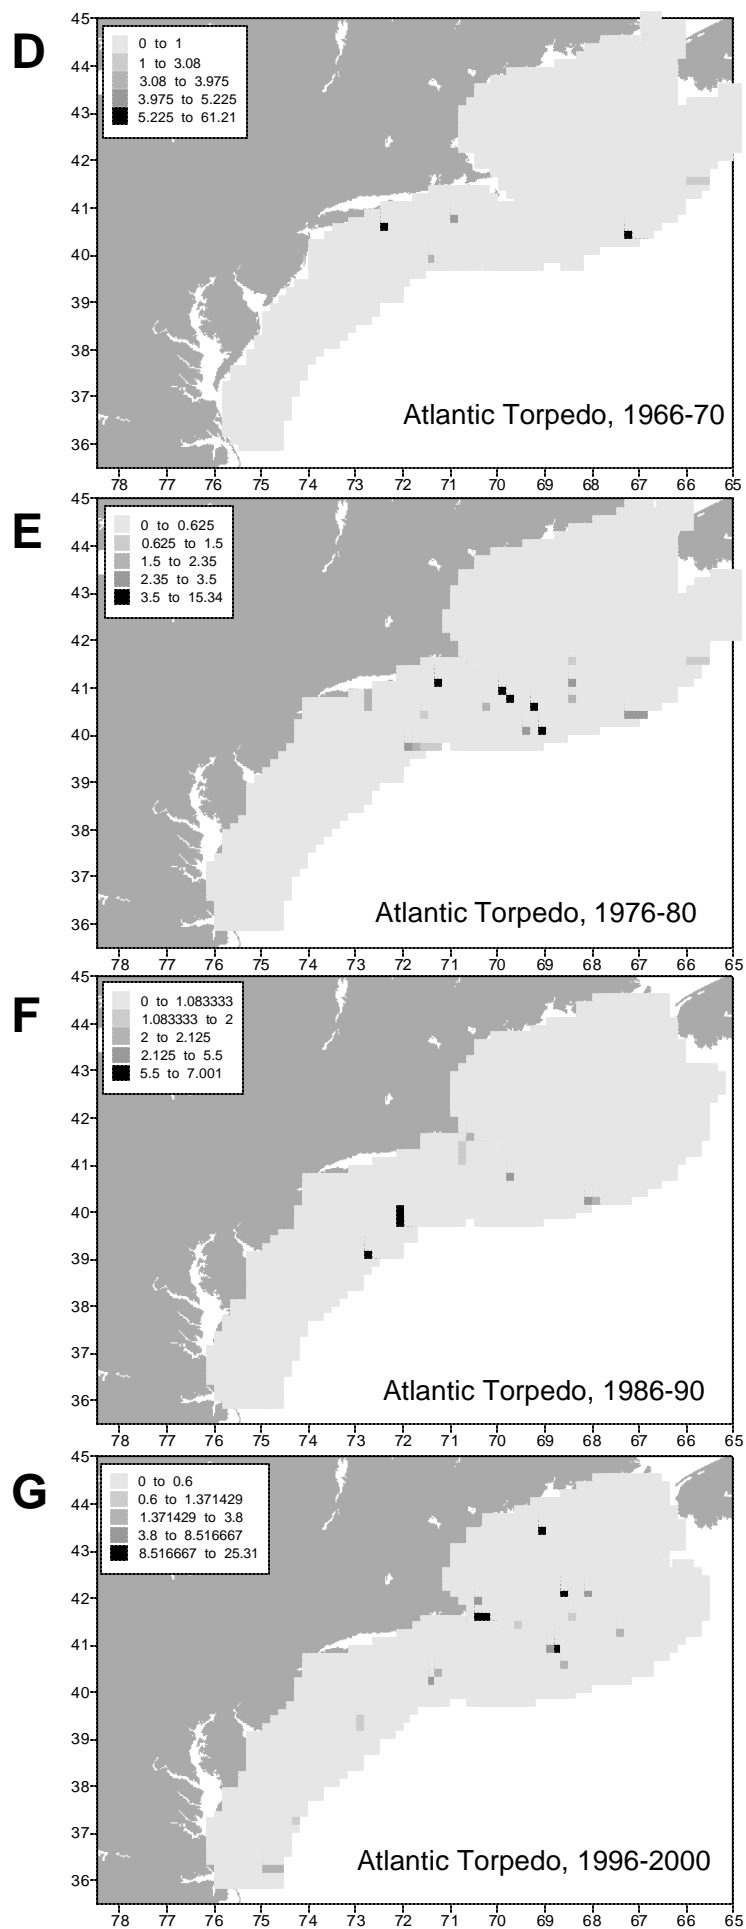 D
45
44
43
42
41
40
39
38
37
36
0 to 1
1 to 3.08
3.08 to 3.975
3.975 to 5.225
5.225 to 61.21
Atlantic Torpedo, 1966-70
78 77 76 75 74 73 72 71 70 69 68 67 66 65
E
45
44
43
42
41
40
39
38
37
36
0 to 0.625
0.625 to 1.5
1.5 to 2.35
2.35 to 3.5
3.5 to 15.34
Atlantic Torpedo, 1976-80
78 77 76 75 74 73 72 71 70 69 68 67 66 65
F
45
44
43
42
41
40
39
38
37
36
0 to 1.083333
1.083333 to 2
2 to 2.125
2.125 to 5.5
5.5 to 7.001
Atlantic Torpedo, 1986-90
78 77 76 75 74 73 72 71 70 69 68 67 66 65
G
45
44
43
42
41
40
39
38
37
36
0 to 0.6
0.6 to 1.371429
1.371429 to 3.8
3.8 to 8.516667
8.516667 to 25.31
Atlantic Torpedo, 1996-2000
78 77 76 75 74 73 72 71 70 69 68 67 66 65